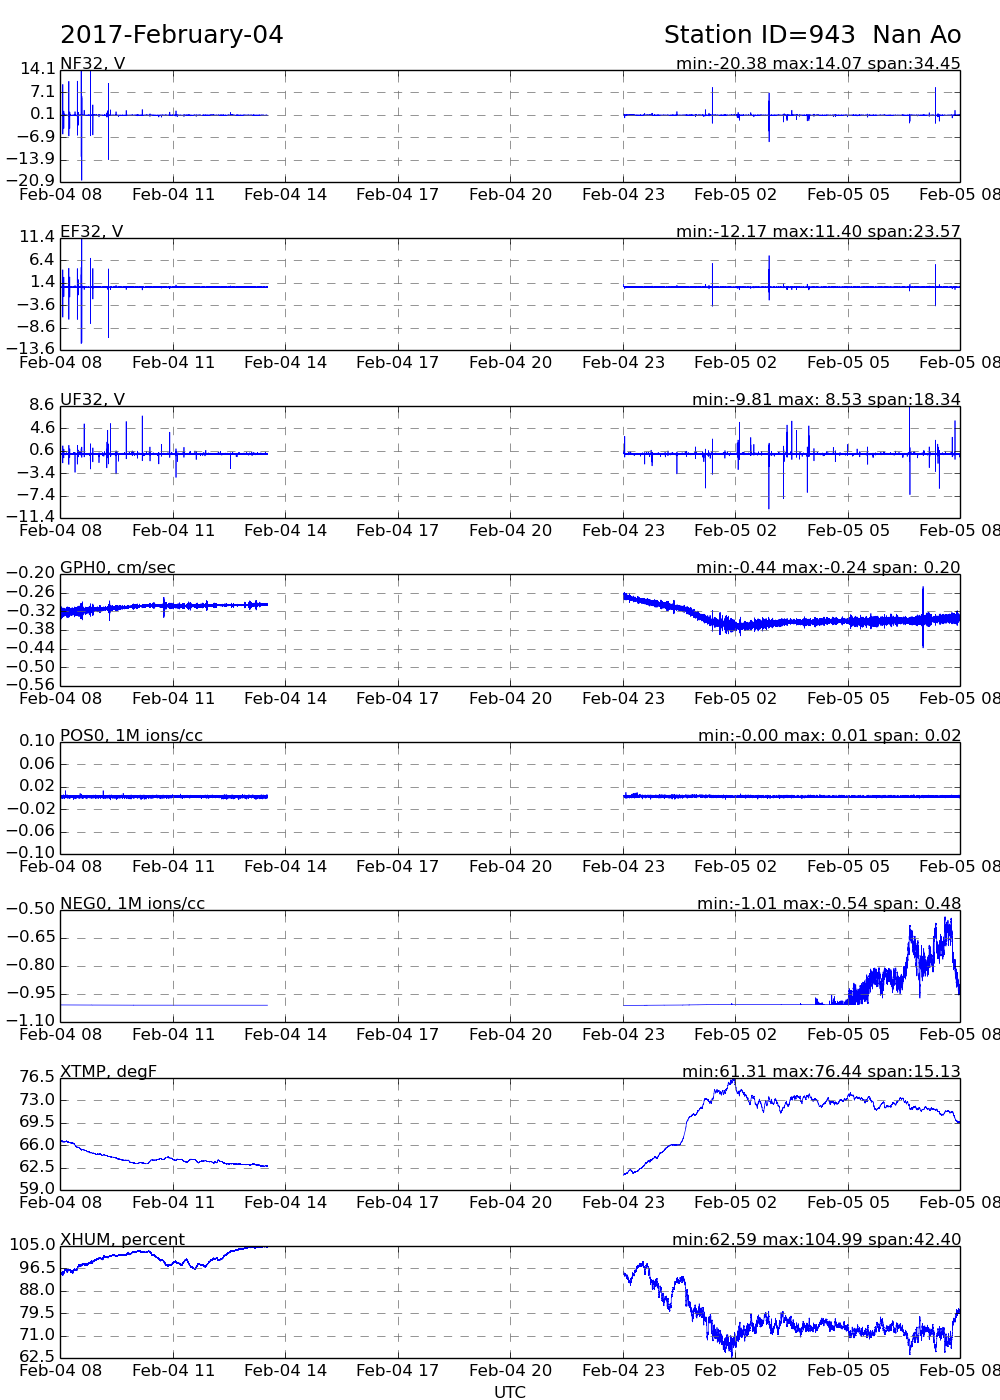 2017-February-04 Station ID=943  Nan Ao
NF32, V min:-20.38 max:14.07 span:34.45
14.1
7.1
0.1
−6.9
−13.9
−20.9
Feb-04 08 Feb-04 11 Feb-04 14 Feb-04 17 Feb-04 20 Feb-04 23 Feb-05 02 Feb-05 05 Feb-05 08
EF32, V min:-12.17 max:11.40 span:23.57
11.4
6.4
1.4
−3.6
−8.6
−13.6
Feb-04 08 Feb-04 11 Feb-04 14 Feb-04 17 Feb-04 20 Feb-04 23 Feb-05 02 Feb-05 05 Feb-05 08
UF32, V min:-9.81 max: 8.53 span:18.34
8.6
4.6
0.6
−3.4
−7.4
−11.4
Feb-04 08 Feb-04 11 Feb-04 14 Feb-04 17 Feb-04 20 Feb-04 23 Feb-05 02 Feb-05 05 Feb-05 08
GPH0, cm/sec min:-0.44 max:-0.24 span: 0.20
−0.20
−0.26
−0.32
−0.38
−0.44
−0.50
−0.56
Feb-04 08 Feb-04 11 Feb-04 14 Feb-04 17 Feb-04 20 Feb-04 23 Feb-05 02 Feb-05 05 Feb-05 08
POS0, 1M ions/cc min:-0.00 max: 0.01 span: 0.02
0.10
0.06
0.02
−0.02
−0.06
−0.10
Feb-04 08 Feb-04 11 Feb-04 14 Feb-04 17 Feb-04 20 Feb-04 23 Feb-05 02 Feb-05 05 Feb-05 08
NEG0, 1M ions/cc min:-1.01 max:-0.54 span: 0.48
−0.50
−0.65
−0.80
−0.95
−1.10
Feb-04 08 Feb-04 11 Feb-04 14 Feb-04 17 Feb-04 20 Feb-04 23 Feb-05 02 Feb-05 05 Feb-05 08
XTMP, degF min:61.31 max:76.44 span:15.13
76.5
73.0
69.5
66.0
62.5
59.0
Feb-04 08 Feb-04 11 Feb-04 14 Feb-04 17 Feb-04 20 Feb-04 23 Feb-05 02 Feb-05 05 Feb-05 08
XHUM, percent min:62.59 max:104.99 span:42.40
105.0
96.5
88.0
79.5
71.0
62.5
Feb-04 08 Feb-04 11 Feb-04 14 Feb-04 17 Feb-04 20 Feb-04 23 Feb-05 02 Feb-05 05 Feb-05 08
UTC